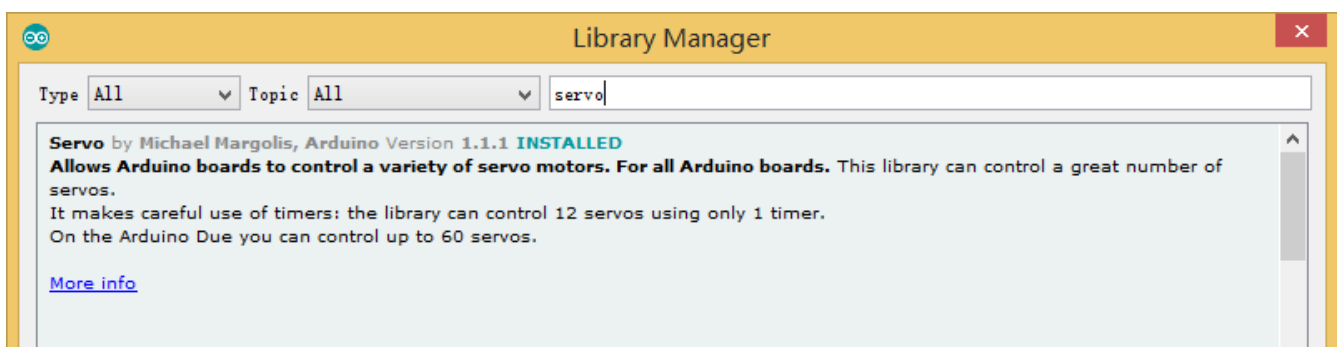 Library Manager
Type All Topic All servo
Servo by Michael Margolis, Arduino Version 1.1.1 INSTALLED
Allows Arduino boards to control a variety of servo motors. For all Arduino boards. This library can control a great number of
servos.
It makes careful use of timers: the library can control 12 servos using only 1 timer.
On the Arduino Due you can control up to 60 servos.
More info